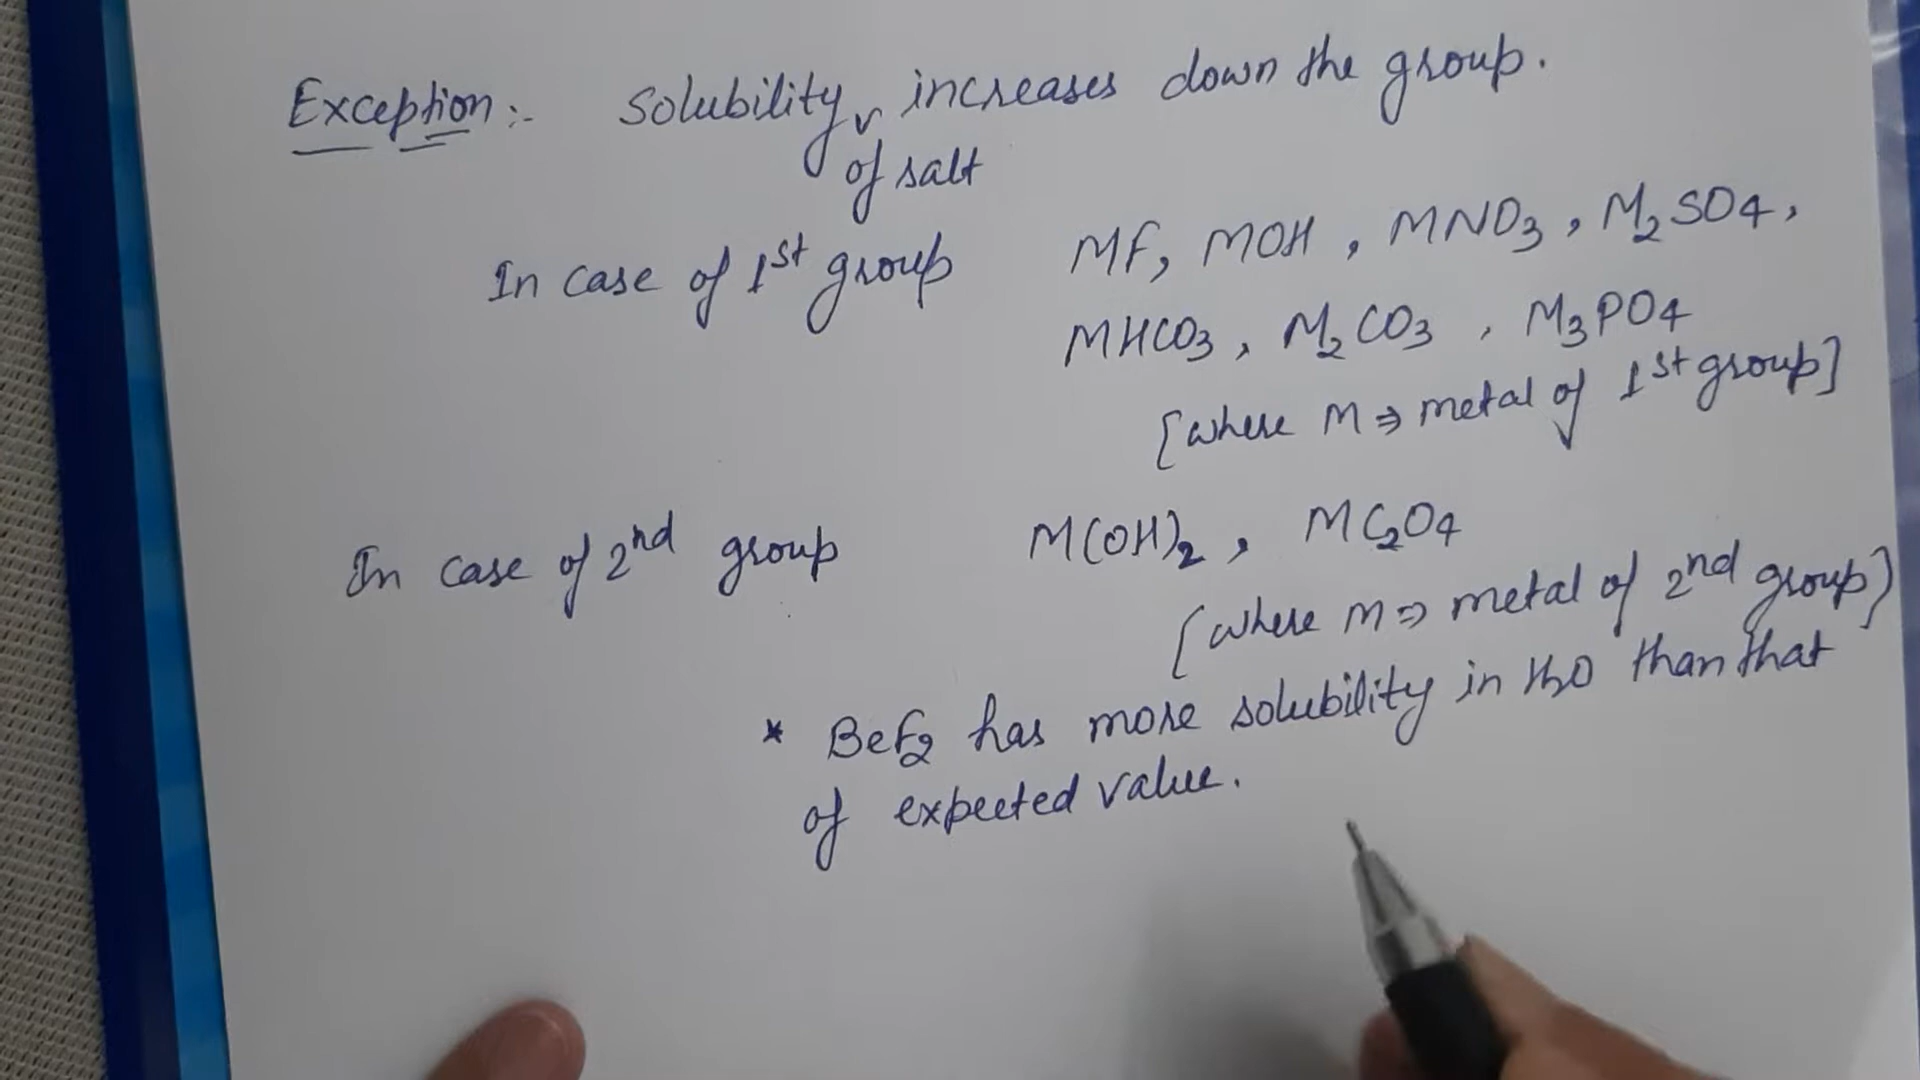 Exception :- Solubility of salt increases down the group.
In case of 1st group MF, MOH, MNO3, M2SO4,
MHCO3, M2CO3, M3PO4
[where M ⇒ metal of 1st group]
In case of 2nd group M(OH)2, MC2O4
[where M ⇒ metal of 2nd group]
* BeF2 has more solubility in H2O than that
of expected value.